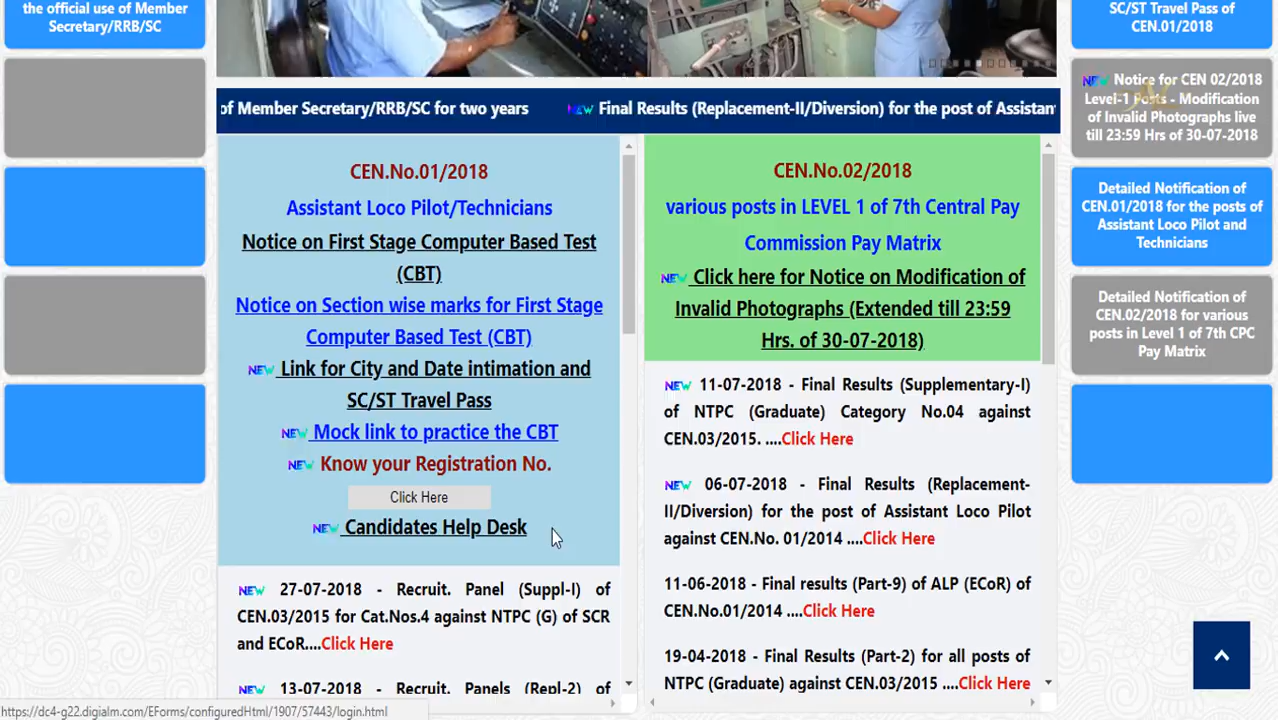 the official use of Member
Secretary/RRB/SC
SC/ST Travel Pass of
CEN.01/2018
NEW Notice for CEN 02/2018
Level-1 Posts - Modification
of Invalid Photographs live
till 23:59 Hrs of 30-07-2018
Detailed Notification of
CEN.01/2018 for the posts of
Assistant Loco Pilot and
Technicians
Detailed Notification of
CEN.02/2018 for various
posts in Level 1 of 7th CPC
Pay Matrix
of Member Secretary/RRB/SC for two years NEW Final Results (Replacement-II/Diversion) for the post of Assistan
CEN.No.01/2018
Assistant Loco Pilot/Technicians
Notice on First Stage Computer Based Test
(CBT)
Notice on Section wise marks for First Stage
Computer Based Test (CBT)
NEW Link for City and Date intimation and
SC/ST Travel Pass
NEW Mock link to practice the CBT
NEW Know your Registration No.
Click Here
NEW Candidates Help Desk
NEW 27-07-2018 - Recruit. Panel (Suppl-I) of
CEN.03/2015 for Cat.Nos.4 against NTPC (G) of SCR
and ECoR....Click Here
NEW 13-07-2018 - Recruit. Panels (Repl-2) of
CEN.No.02/2018
various posts in LEVEL 1 of 7th Central Pay
Commission Pay Matrix
NEW Click here for Notice on Modification of
Invalid Photographs (Extended till 23:59
Hrs. of 30-07-2018)
NEW 11-07-2018 - Final Results (Supplementary-I)
of NTPC (Graduate) Category No.04 against
CEN.03/2015. ....Click Here
NEW 06-07-2018 - Final Results (Replacement-
II/Diversion) for the post of Assistant Loco Pilot
against CEN.No. 01/2014 ....Click Here
11-06-2018 - Final results (Part-9) of ALP (ECoR) of
CEN.No.01/2014 ....Click Here
19-04-2018 - Final Results (Part-2) for all posts of
NTPC (Graduate) against CEN.03/2015 ....Click Here
https://dc4-g22.digialm.com/EForms/configuredHtml/1907/57443/login.html